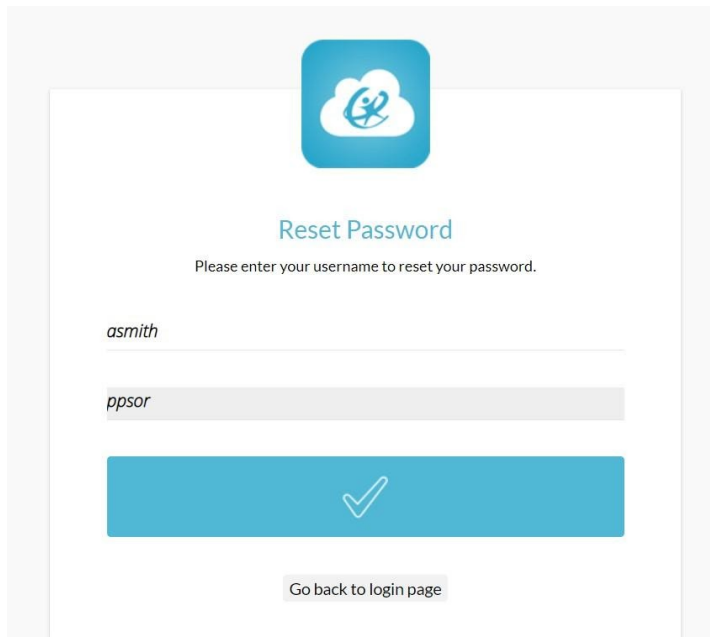 Reset Password
Please enter your username to reset your password.
asmith
ppsor
Go back to login page